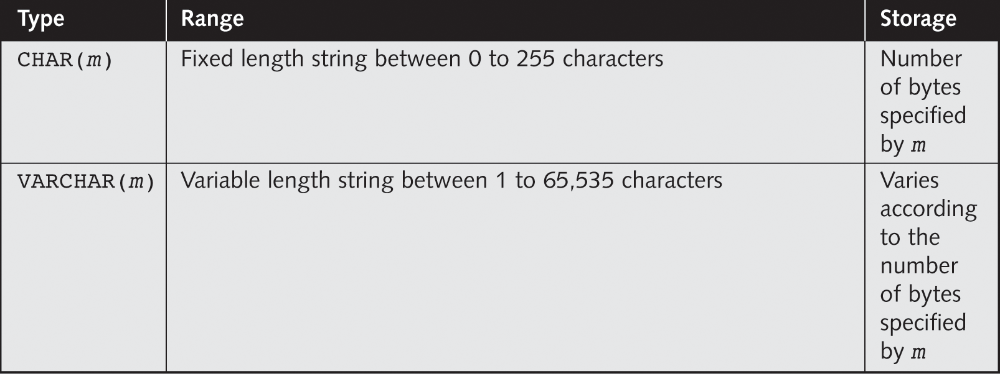 Type Range Storage
CHAR(m) Fixed length string between 0 to 255 characters Number
of bytes
specified
by m
VARCHAR(m) Variable length string between 1 to 65,535 characters Varies
according
to the
number
of bytes
specified
by m